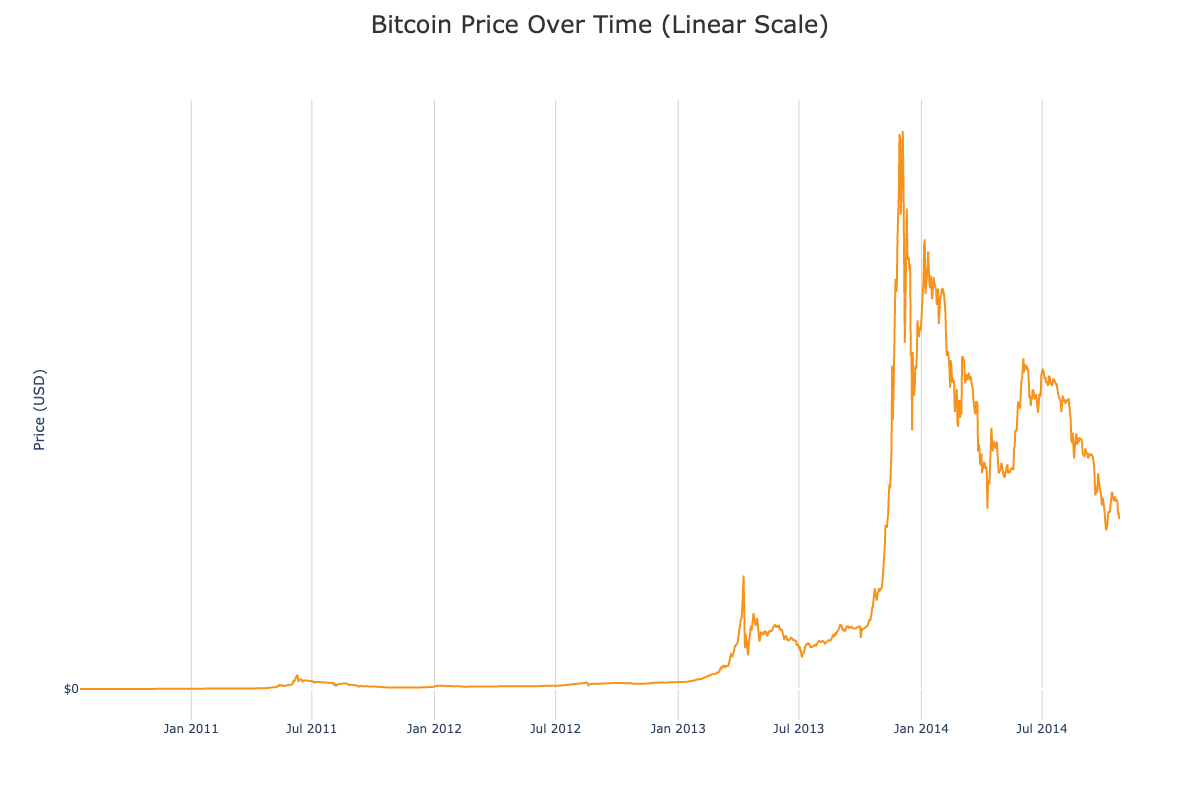 Bitcoin Price Over Time (Linear Scale)
Price (USD)
$0
Jan 2011
Jul 2011
Jan 2012
Jul 2012
Jan 2013
Jul 2013
Jan 2014
Jul 2014